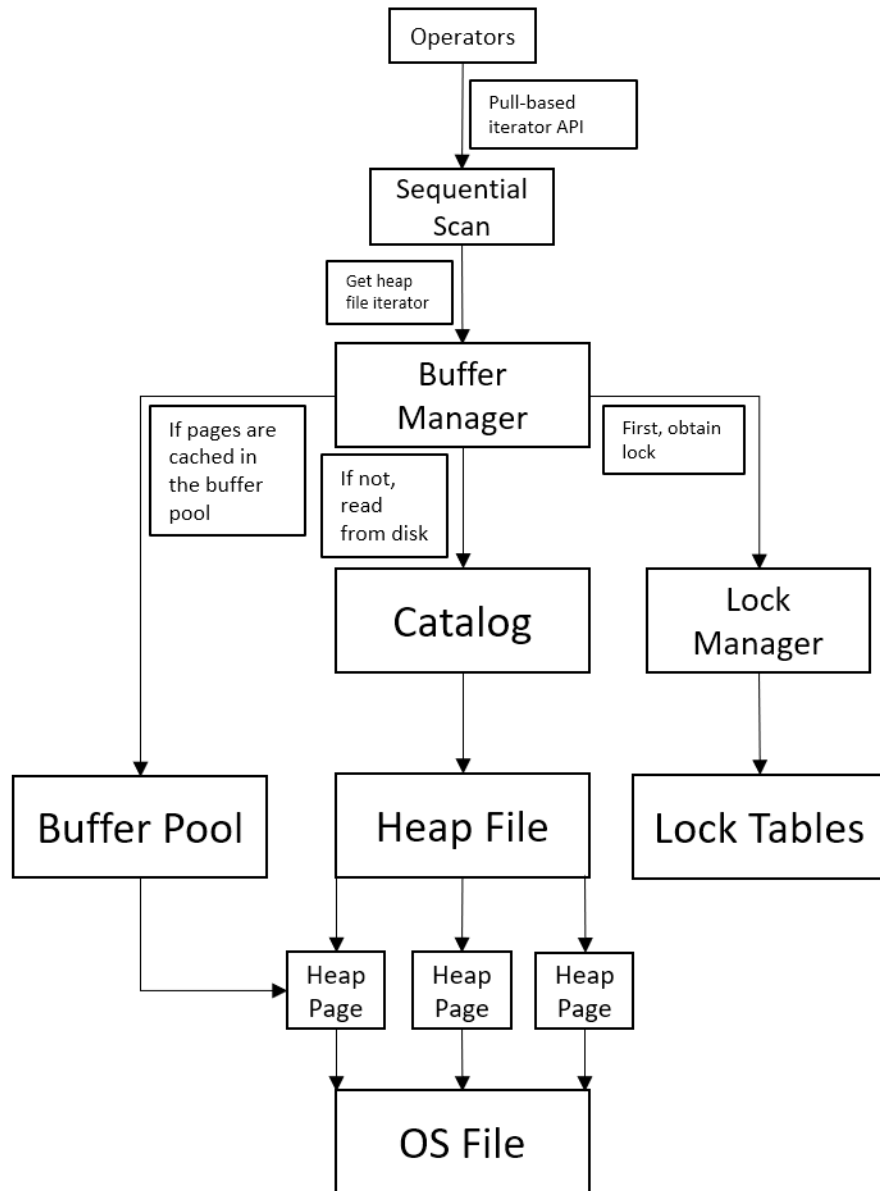 Operators
Pull-based
iterator API
Sequential
Scan
Get heap
file iterator
Buffer
Manager
If pages are
cached in
the buffer
pool
If not,
read
from disk
First, obtain
lock
Catalog
Lock
Manager
Buffer Pool
Heap File
Lock Tables
Heap
Page
Heap
Page
Heap
Page
OS File